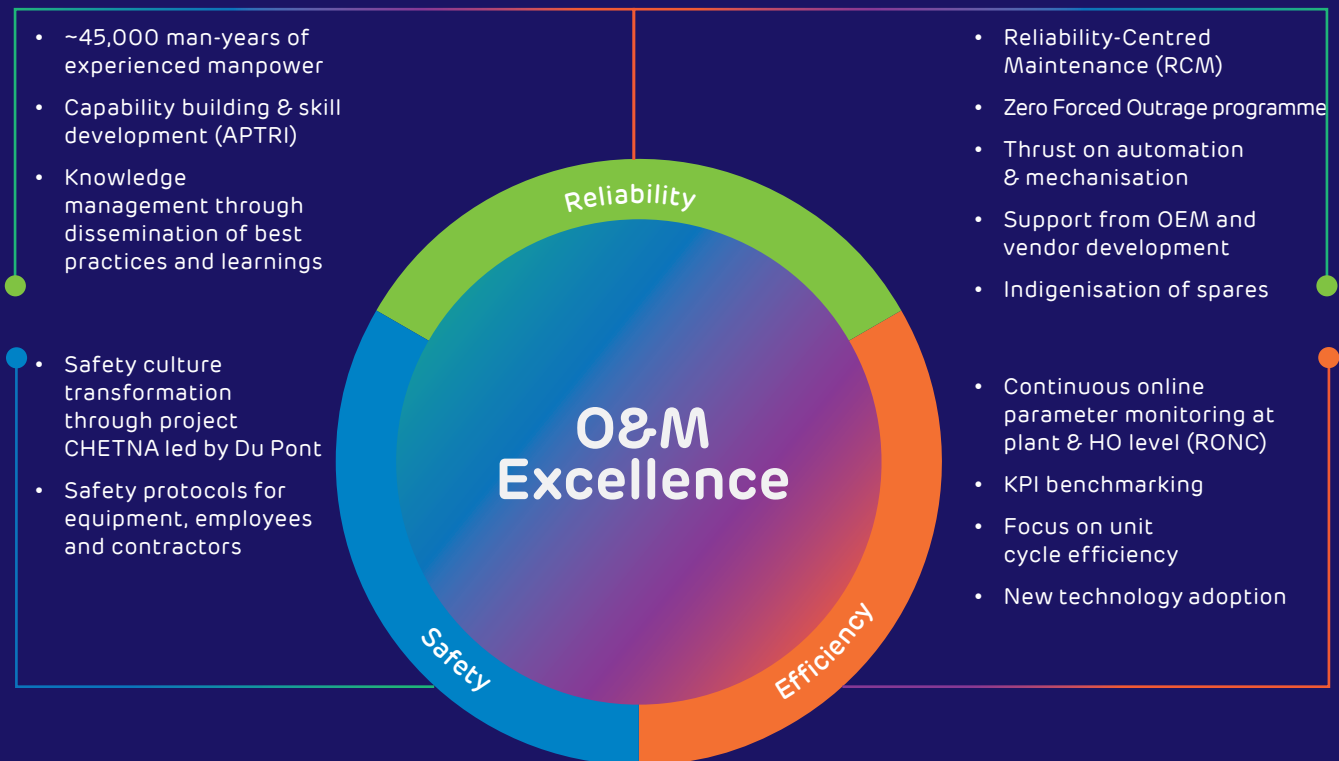 • ~45,000 man-years of
experienced manpower
• Capability building & skill
development (APTRI)
• Knowledge
management through
dissemination of best
practices and learnings
• Safety culture
transformation
through project
CHETNA led by Du Pont
• Safety protocols for
equipment, employees
and contractors
Reliability
O&M
Excellence
Safety
Efficiency
• Reliability-Centred
Maintenance (RCM)
• Zero Forced Outrage programme
• Thrust on automation
& mechanisation
• Support from OEM and
vendor development
• Indigenisation of spares
• Continuous online
parameter monitoring at
plant & HO level (RONC)
• KPI benchmarking
• Focus on unit
cycle efficiency
• New technology adoption